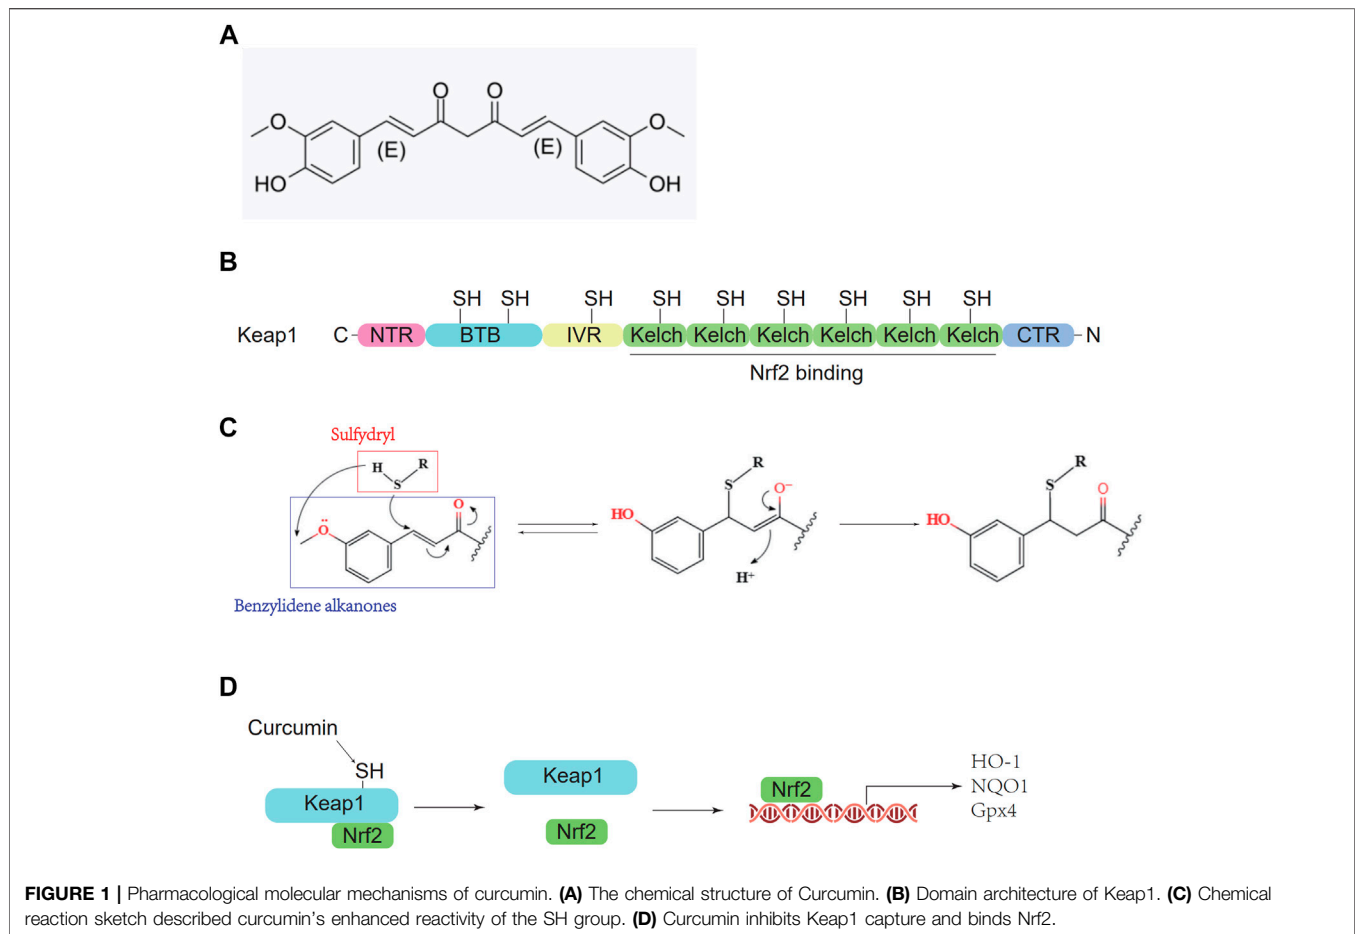 A
O
O
O
O
(E)
(E)
HO
OH
B
SH SH SH SH SH SH SH SH SH
Keap1 C NTR BTB IVR Kelch Kelch Kelch Kelch Kelch Kelch CTR N
Nrf2 binding
C
Sulfydryl
H S R
O
O
Benzylidene alkanones
R
S
O⁻
HO
H⁺
R
S
O
HO
D
Curcumin
SH
Keap1
Nrf2
Keap1
Nrf2
Nrf2
HO-1
NQO1
Gpx4
FIGURE 1 | Pharmacological molecular mechanisms of curcumin. (A) The chemical structure of Curcumin. (B) Domain architecture of Keap1. (C) Chemical
reaction sketch described curcumin's enhanced reactivity of the SH group. (D) Curcumin inhibits Keap1 capture and binds Nrf2.